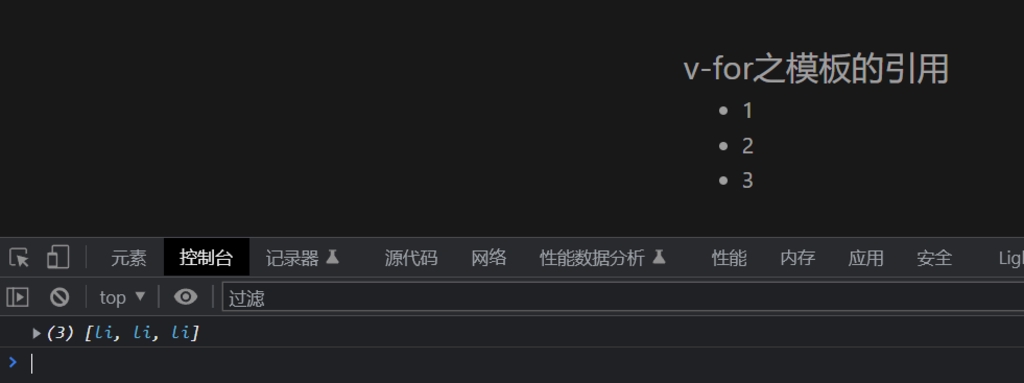 v-for之模板的引用
1
2
3
元素 控制台 记录器 源代码 网络 性能数据分析 性能 内存 应用 安全 Ligh
top 过滤
(3) [li, li, li]